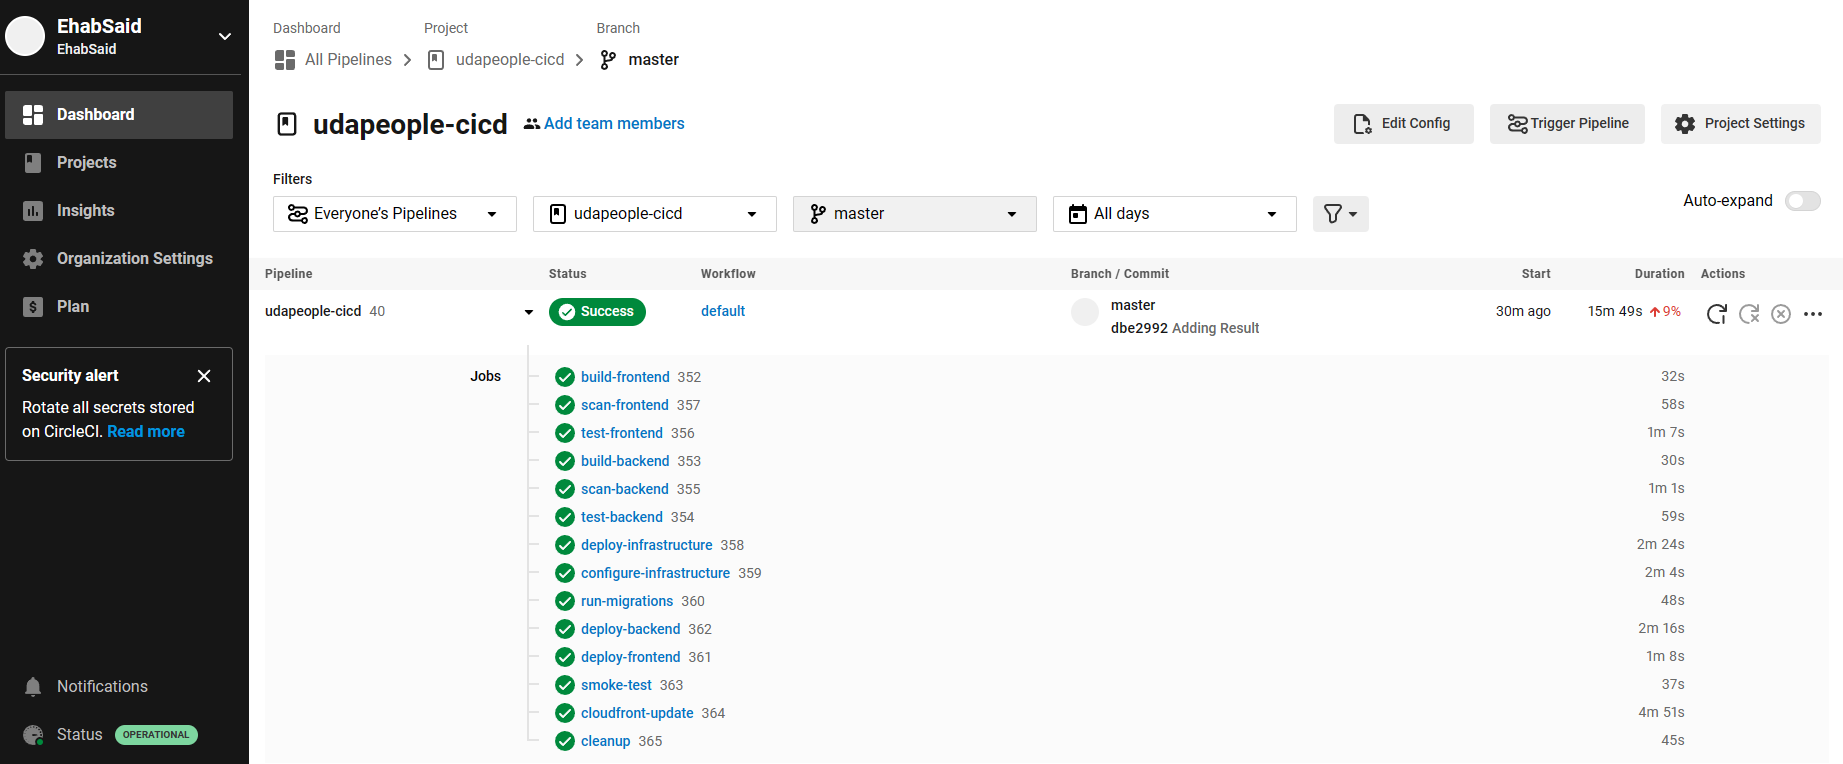 EhabSaid
EhabSaid
Dashboard
Projects
Insights
Organization Settings
Plan
Security alert
Rotate all secrets stored
on CircleCI. Read more
Notifications
Status OPERATIONAL
Dashboard Project Branch
All Pipelines udapeople-cicd master
udapeople-cicd Add team members
Edit Config Trigger Pipeline Project Settings
Filters
Everyone’s Pipelines udapeople-cicd master All days
Auto-expand
Pipeline Status Workflow Branch / Commit Start Duration Actions
udapeople-cicd 40 Success default master 30m ago 15m 49s 9%
dbe2992 Adding Result
Jobs
build-frontend 352 32s
scan-frontend 357 58s
test-frontend 356 1m 7s
build-backend 353 30s
scan-backend 355 1m 1s
test-backend 354 59s
deploy-infrastructure 358 2m 24s
configure-infrastructure 359 2m 4s
run-migrations 360 48s
deploy-backend 362 2m 16s
deploy-frontend 361 1m 8s
smoke-test 363 37s
cloudfront-update 364 4m 51s
cleanup 365 45s